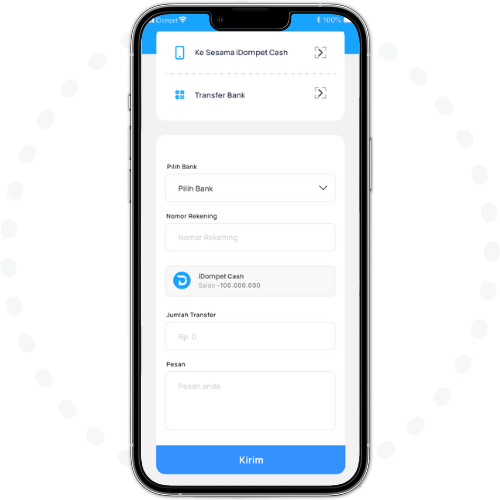 iDompet 100%
Ke Sesama iDompet Cash
Transfer Bank
Pilih Bank
Pilih Bank
Nomor Rekening
Nomor Rekening
iDompet Cash
Saldo - 100.000.000
Jumlah Transfer
Rp. 0
Pesan
Pesan anda
Kirim